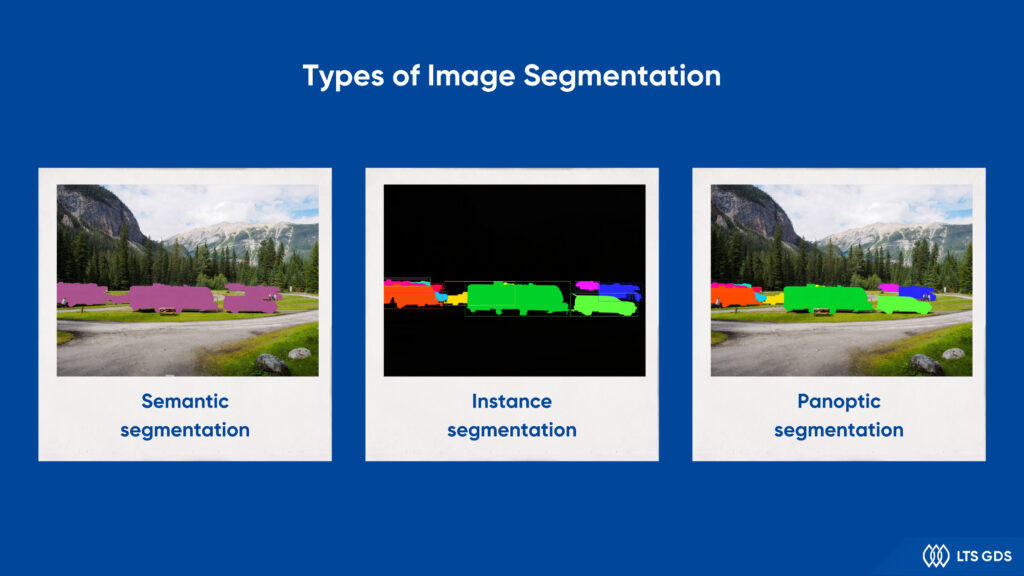 Types of Image Segmentation
Semantic
segmentation
Instance
segmentation
Panoptic
segmentation
LTS GDS